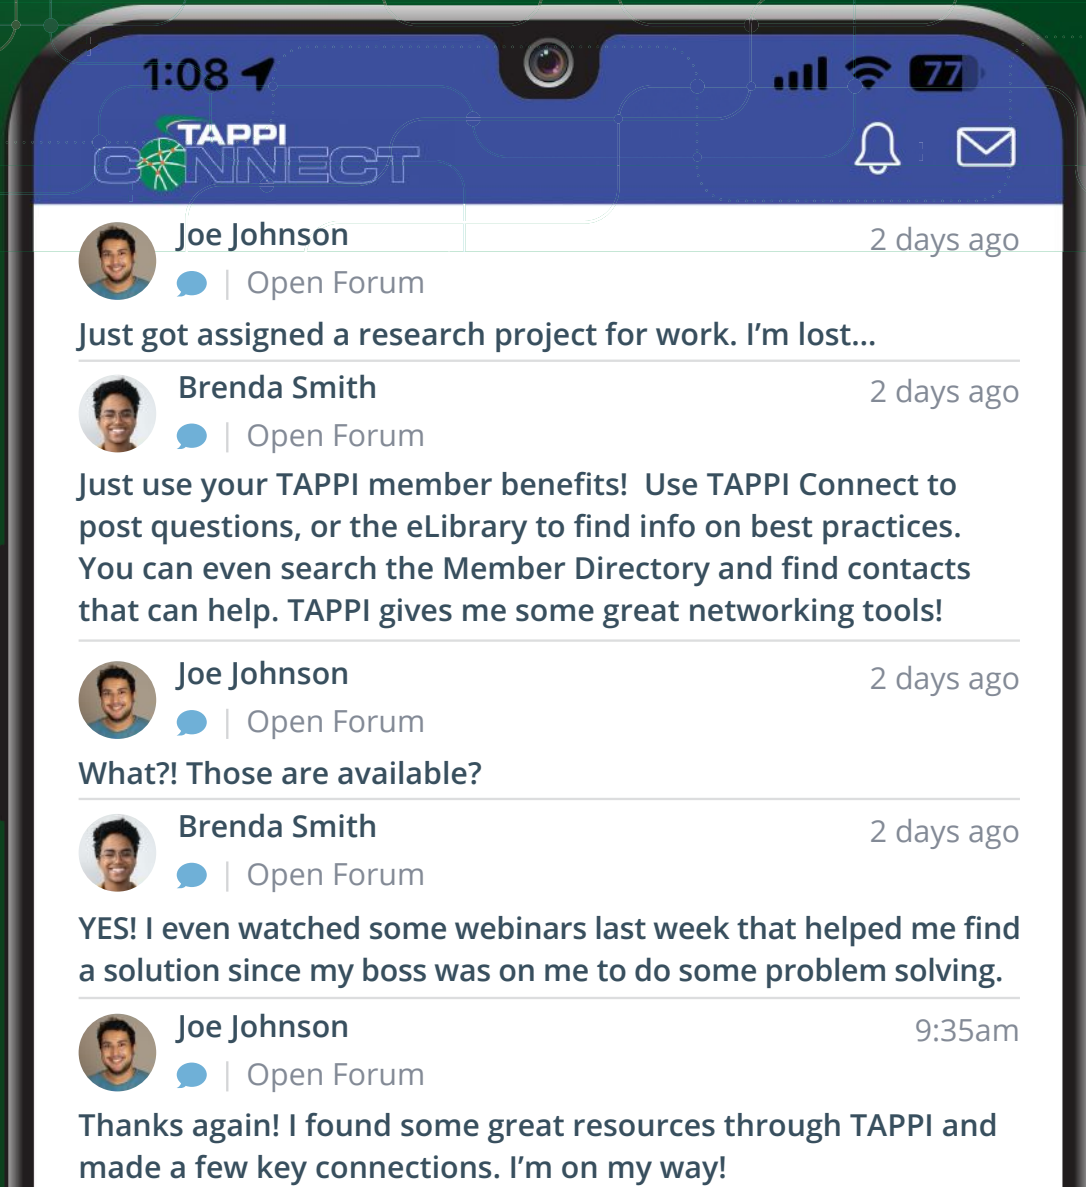 1:08
77
TAPPI
CONNECT
Joe Johnson
2 days ago
| Open Forum
Just got assigned a research project for work. I’m lost...
Brenda Smith
2 days ago
| Open Forum
Just use your TAPPI member benefits!  Use TAPPI Connect to
post questions, or the eLibrary to find info on best practices.
You can even search the Member Directory and find contacts
that can help. TAPPI gives me some great networking tools!
Joe Johnson
2 days ago
| Open Forum
What?! Those are available?
Brenda Smith
2 days ago
| Open Forum
YES! I even watched some webinars last week that helped me find
a solution since my boss was on me to do some problem solving.
Joe Johnson
9:35am
| Open Forum
Thanks again! I found some great resources through TAPPI and
made a few key connections. I’m on my way!